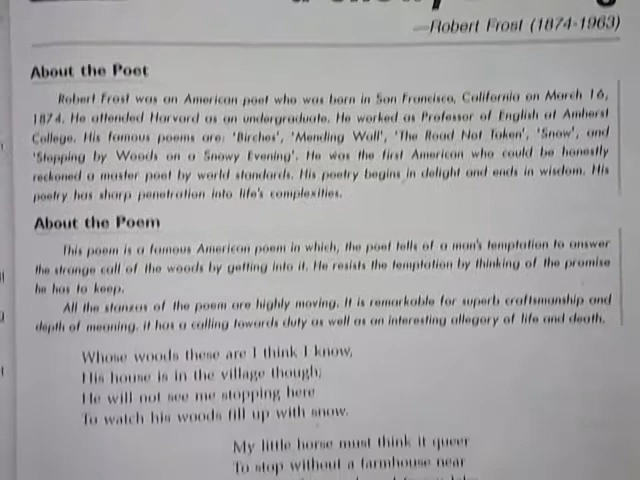 —Robert Frost (1874-1963)
About the Poet
Robert Frost was an American poet who was born in San Francisco, California on March 16,
1874. He attended Harvard as an undergraduate. He worked as Professor of English at Amherst
College. His famous poems are: 'Birches', 'Mending Wall', 'The Road Not Taken', 'Snow', and
'Stopping by Woods on a Snowy Evening'. He was the first American who could be honestly
reckoned a master poet by world standards. His poetry begins in delight and ends in wisdom. His
poetry has sharp penetration into life's complexities.
About the Poem
This poem is a famous American poem in which, the poet tells of a man's temptation to answer
the strange call of the woods by getting into it. He resists the temptation by thinking of the promise
he has to keep.
All the stanzas of the poem are highly moving. It is remarkable for superb craftsmanship and
depth of meaning. it has a calling towards duty as well as an interesting allegory of life and death.
Whose woods these are I think I know,
His house is in the village though;
He will not see me stopping here
To watch his woods fill up with snow.
My little horse must think it queer
To stop without a farmhouse near